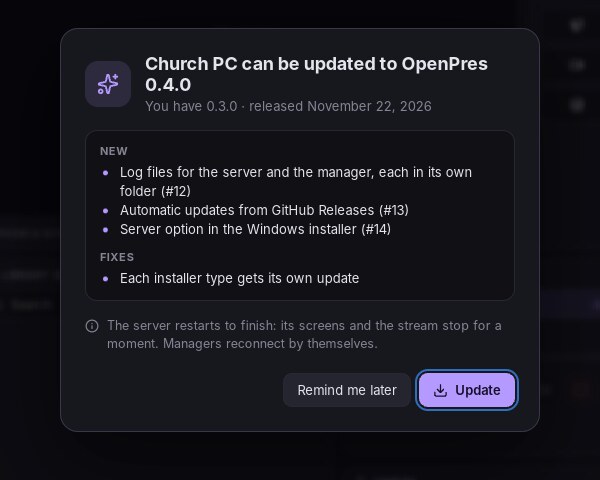 Church PC can be updated to OpenPres
0.4.0
You have 0.3.0 · released November 22, 2026
NEW
• Log files for the server and the manager, each in its own
folder (#12)
• Automatic updates from GitHub Releases (#13)
• Server option in the Windows installer (#14)
FIXES
• Each installer type gets its own update
The server restarts to finish: its screens and the stream stop for a
moment. Managers reconnect by themselves.
Remind me later
Update